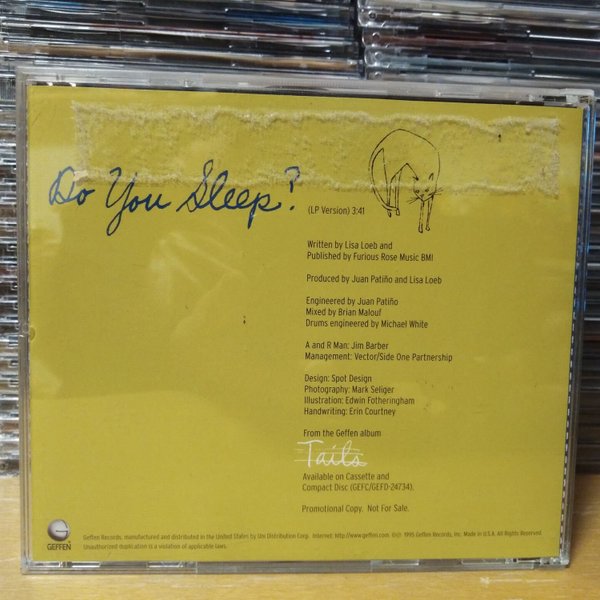 Do You Sleep?
(LP Version) 3:41
Written by Lisa Loeb and
Published by Furious Rose Music BMI
Produced by Juan Patiño and Lisa Loeb
Engineered by Juan Patiño
Mixed by Brian Malouf
Drums engineered by Michael White
A and R Man: Jim Barber
Management: Vector/Side One Partnership
Design: Spot Design
Photography: Mark Seliger
Illustration: Edwin Fotheringham
Handwriting: Erin Courtney
From the Geffen album
Tails
Available on Cassette and
Compact Disc (GEFC/GEFD-24734).
Promotional Copy. Not For Sale.
G
GEFFEN
Geffen Records, manufactured and distributed in the United States by Uni Distribution Corp. Internet: http://www.geffen.com. ©℗ 1995 Geffen Records, Inc. Made in U.S.A. All Rights Reserved.
Unauthorized duplication is a violation of applicable laws.